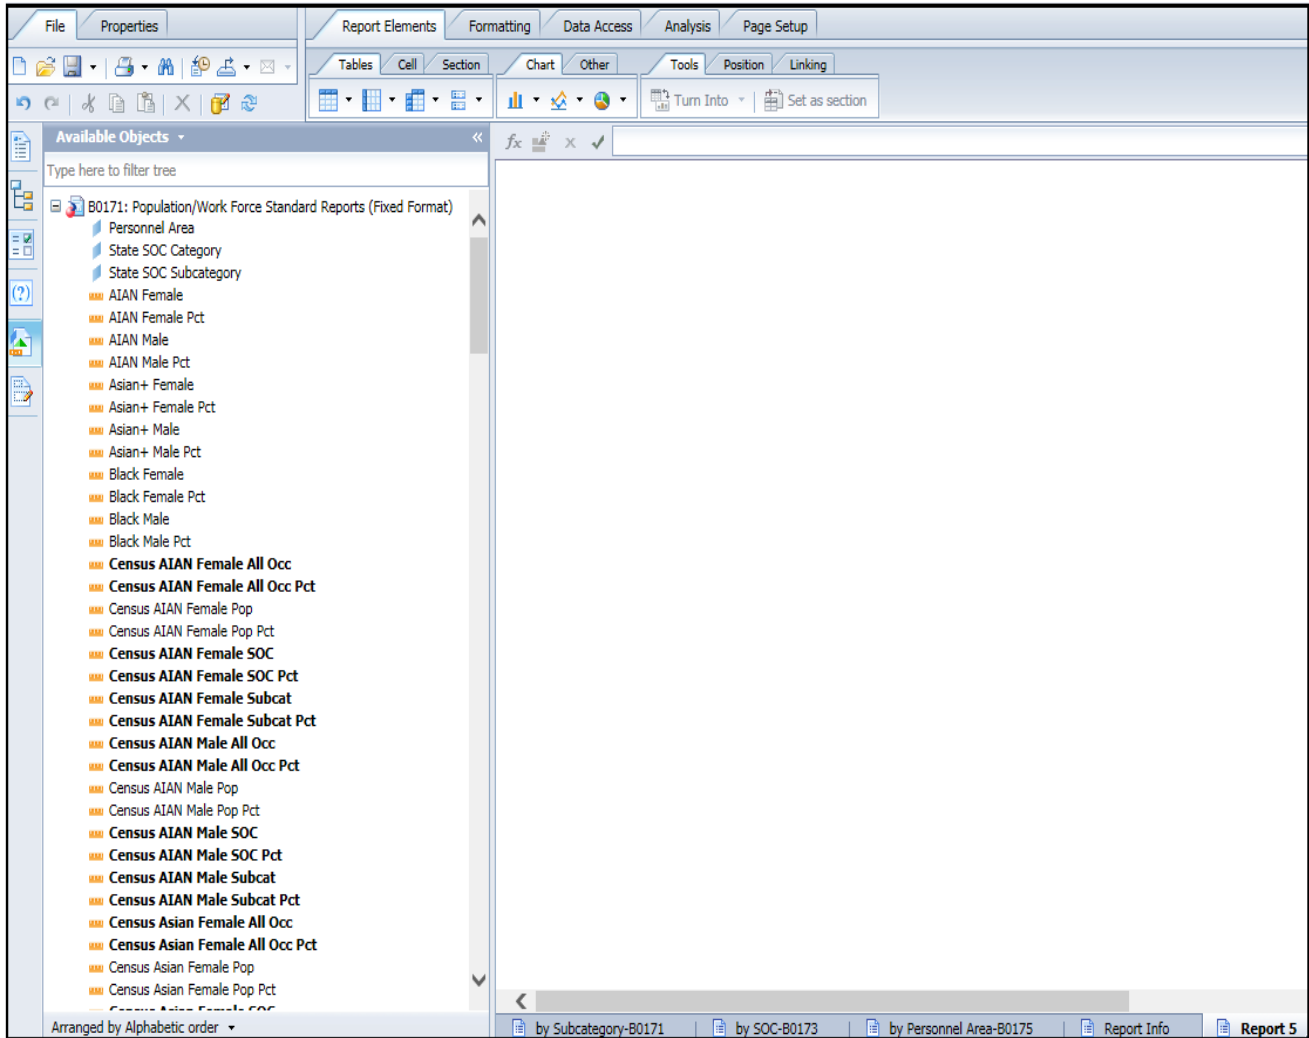 File Properties Report Elements Formatting Data Access Analysis Page Setup
Tables Cell Section Chart Other Tools Position Linking
Turn Into Set as section
Available Objects
fx
Type here to filter tree
B0171: Population/Work Force Standard Reports (Fixed Format)
Personnel Area
State SOC Category
State SOC Subcategory
AIAN Female
AIAN Female Pct
AIAN Male
AIAN Male Pct
Asian+ Female
Asian+ Female Pct
Asian+ Male
Asian+ Male Pct
Black Female
Black Female Pct
Black Male
Black Male Pct
Census AIAN Female All Occ
Census AIAN Female All Occ Pct
Census AIAN Female Pop
Census AIAN Female Pop Pct
Census AIAN Female SOC
Census AIAN Female SOC Pct
Census AIAN Female Subcat
Census AIAN Female Subcat Pct
Census AIAN Male All Occ
Census AIAN Male All Occ Pct
Census AIAN Male Pop
Census AIAN Male Pop Pct
Census AIAN Male SOC
Census AIAN Male SOC Pct
Census AIAN Male Subcat
Census AIAN Male Subcat Pct
Census Asian Female All Occ
Census Asian Female All Occ Pct
Census Asian Female Pop
Census Asian Female Pop Pct
Census Asian Female SOC
Arranged by Alphabetic order
by Subcategory-B0171 by SOC-B0173 by Personnel Area-B0175 Report Info Report 5